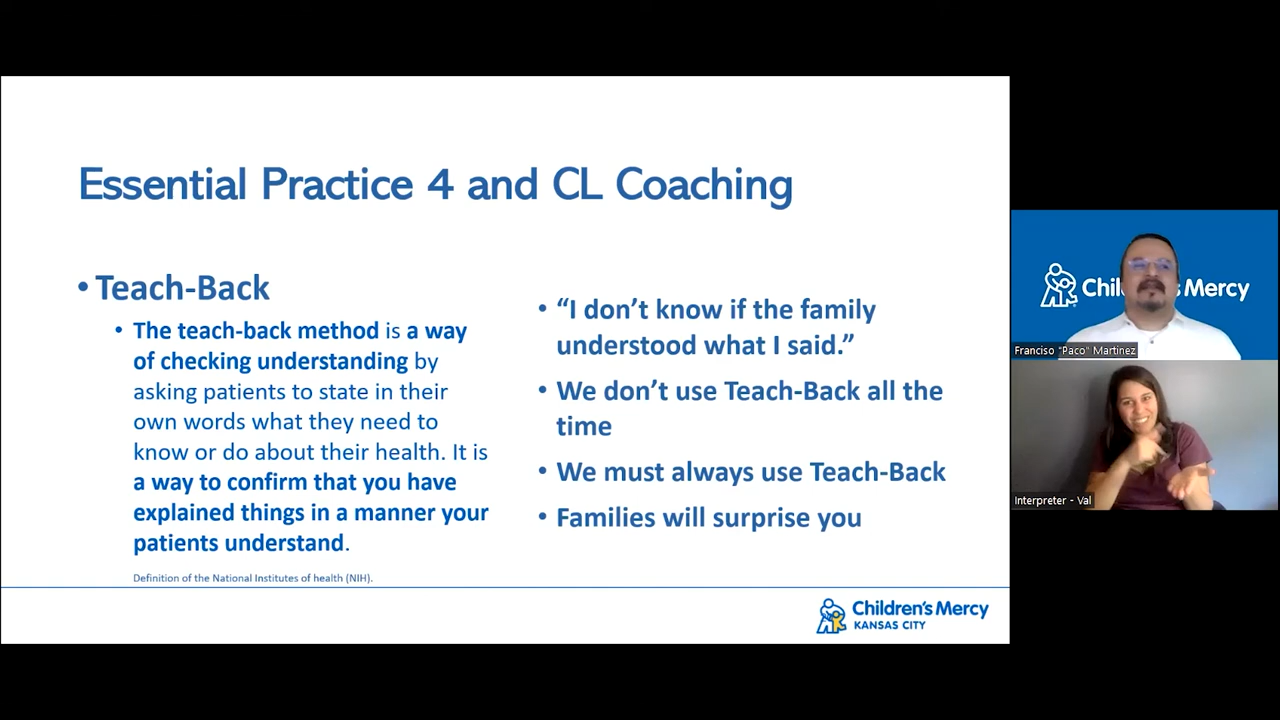 Essential Practice 4 and CL Coaching
• Teach-Back
• The teach-back method is a way
of checking understanding by
asking patients to state in their
own words what they need to
know or do about their health. It is
a way to confirm that you have
explained things in a manner your
patients understand.
Definition of the National Institutes of health (NIH).
• “I don’t know if the family
understood what I said.”
• We don’t use Teach-Back all the
time
• We must always use Teach-Back
• Families will surprise you
Children's Mercy
KANSAS CITY
Chil s Mercy
Franciso "Paco" Martinez
Interpreter - Val